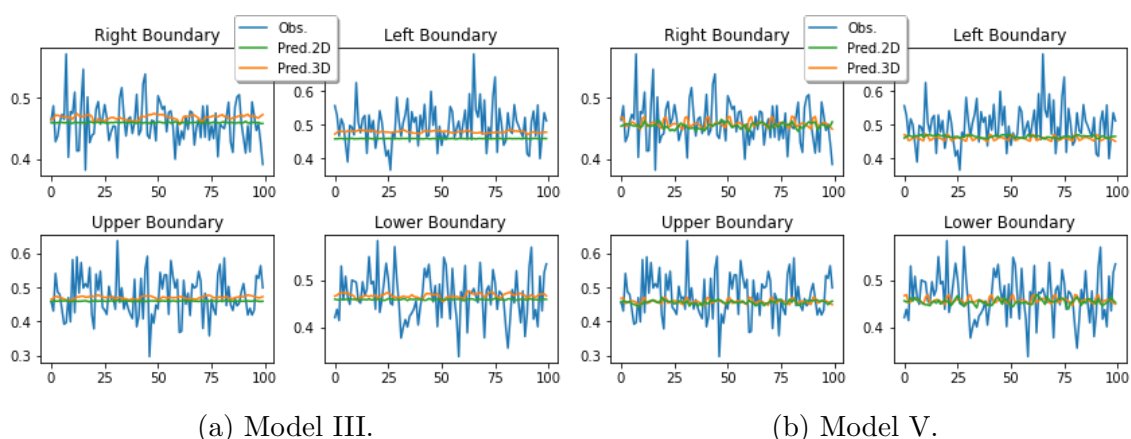 Obs.
Pred.2D
Pred.3D
Right Boundary
Left Boundary
0.5
0.4
0 25 50 75 100
0.6
0.5
0.4
0 25 50 75 100
Upper Boundary
Lower Boundary
0.6
0.5
0.4
0.3
0 25 50 75 100
0.5
0.4
0 25 50 75 100
(a) Model III.
Obs.
Pred.2D
Pred.3D
Right Boundary
Left Boundary
0.5
0.4
0 25 50 75 100
0.6
0.5
0.4
0 25 50 75 100
Upper Boundary
Lower Boundary
0.6
0.5
0.4
0.3
0 25 50 75 100
0.5
0.4
0 25 50 75 100
(b) Model V.